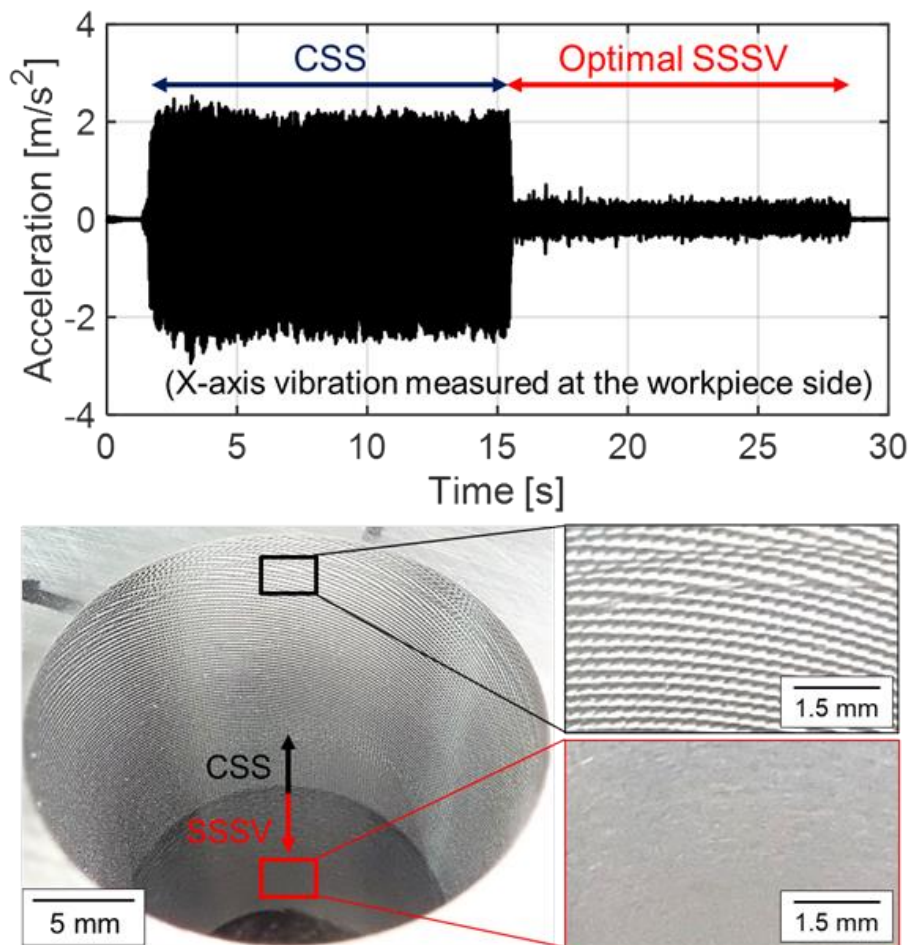 4
CSS
Optimal SSSV
2
0
-2
-4
Acceleration [m/s²]
(X-axis vibration measured at the workpiece side)
0 5 10 15 20 25 30
Time [s]
1.5 mm
CSS
SSSV
5 mm
1.5 mm